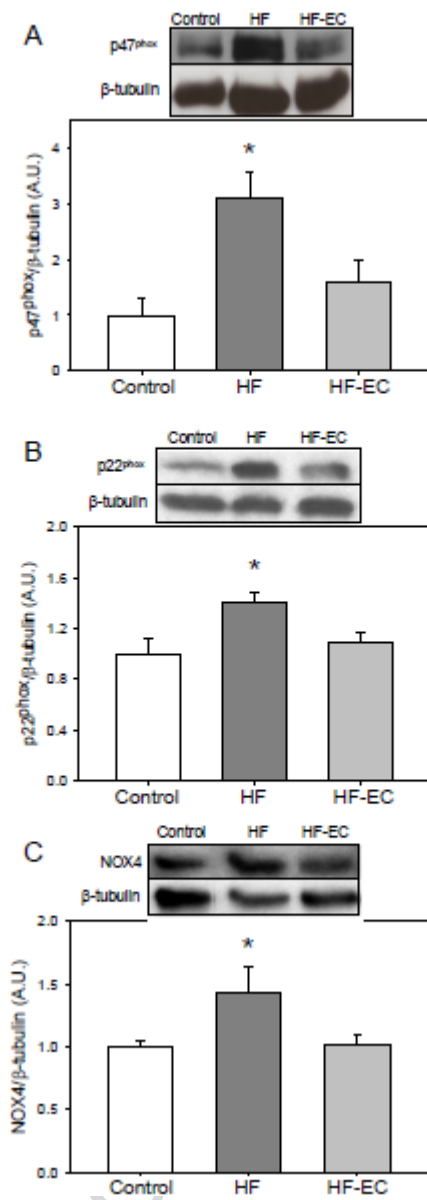 A
Control HF HF-EC
p47phox
β-tubulin
p47phox/β-tubulin (A.U.)
4
3
2
1
0
*
Control HF HF-EC
B
Control HF HF-EC
p22phox
β-tubulin
p22phox/β-tubulin (A.U.)
2.0
1.6
1.2
0.8
0.4
0.0
*
Control HF HF-EC
C
Control HF HF-EC
NOX4
β-tubulin
NOX4/β-tubulin (A.U.)
2.0
1.5
1.0
0.5
0.0
*
Control HF HF-EC